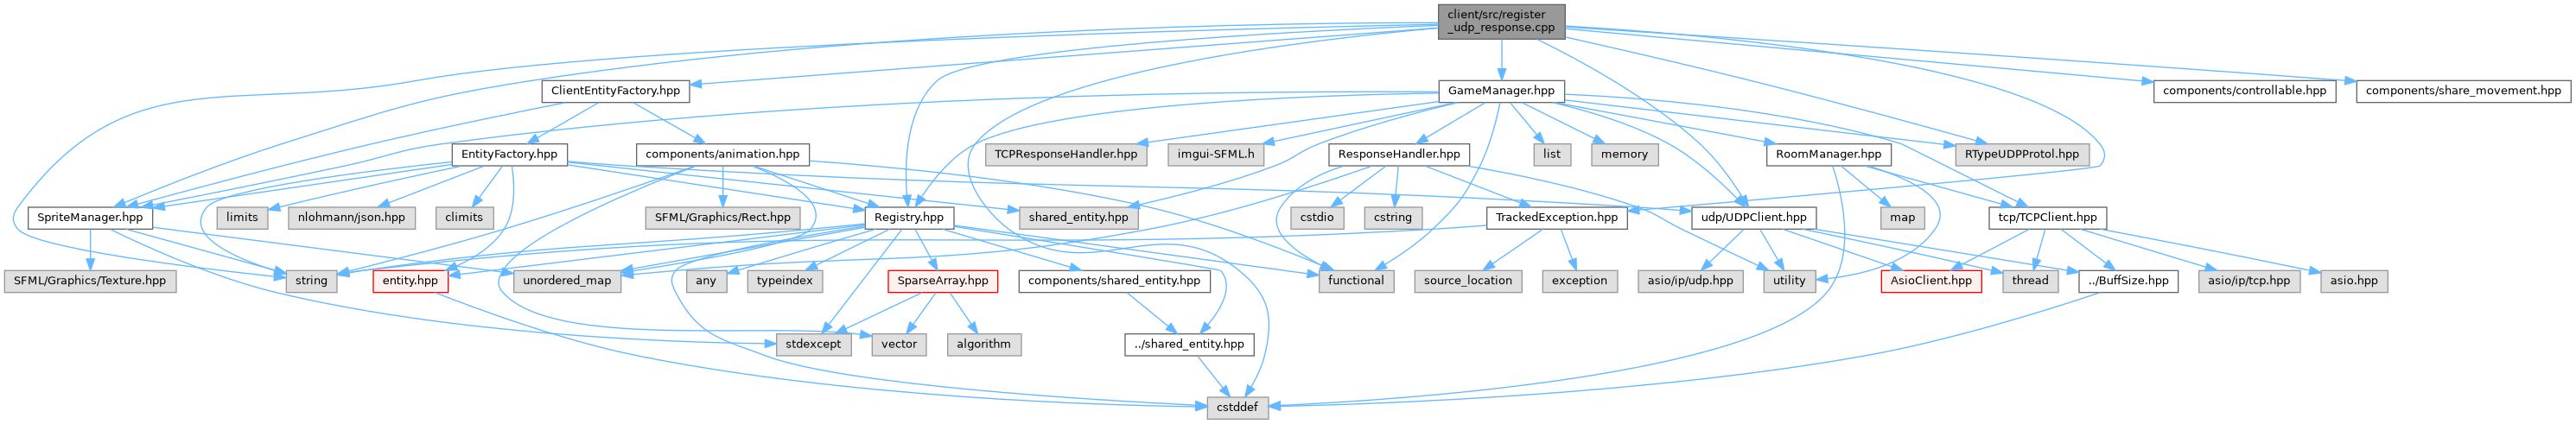 client/src/register
_udp_response.cpp
ClientEntityFactory.hpp
GameManager.hpp
components/controllable.hpp
components/share_movement.hpp
EntityFactory.hpp
components/animation.hpp
TCPResponseHandler.hpp
imgui-SFML.h
ResponseHandler.hpp
list
memory
RoomManager.hpp
RTypeUDPProtol.hpp
SpriteManager.hpp
limits
nlohmann/json.hpp
climits
SFML/Graphics/Rect.hpp
Registry.hpp
shared_entity.hpp
cstdio
cstring
TrackedException.hpp
udp/UDPClient.hpp
map
tcp/TCPClient.hpp
SFML/Graphics/Texture.hpp
string
entity.hpp
unordered_map
any
typeindex
SparseArray.hpp
components/shared_entity.hpp
functional
source_location
exception
asio/ip/udp.hpp
utility
AsioClient.hpp
thread
../BuffSize.hpp
asio/ip/tcp.hpp
asio.hpp
stdexcept
vector
algorithm
../shared_entity.hpp
cstddef